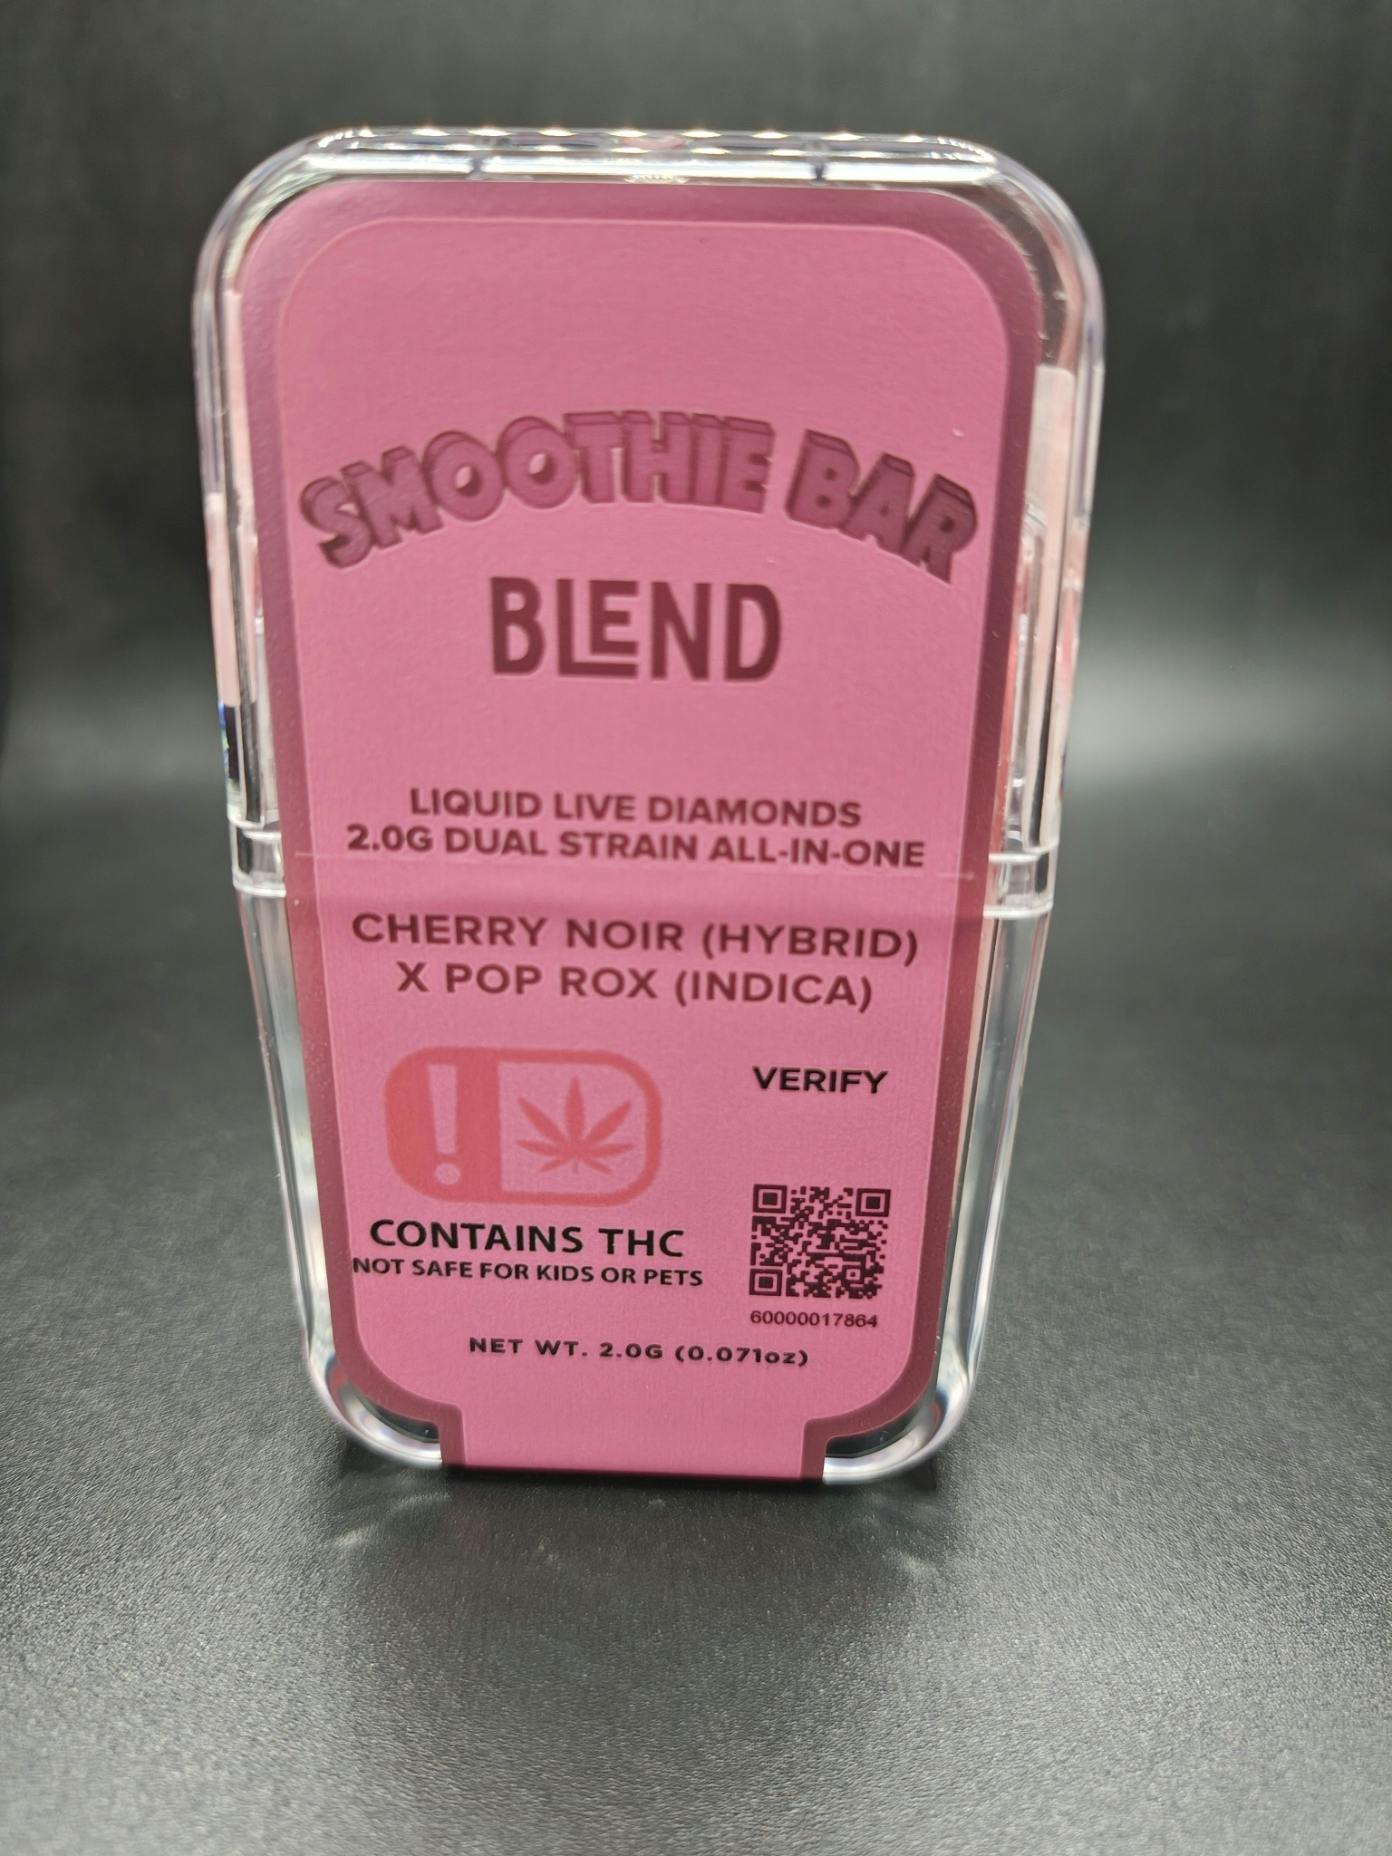 SMOOTHIE BAR
BLEND
LIQUID LIVE DIAMONDS
2.0G DUAL STRAIN ALL-IN-ONE
CHERRY NOIR (HYBRID)
X POP ROX (INDICA)
!
VERIFY
CONTAINS THC
NOT SAFE FOR KIDS OR PETS
60000017864
NET WT. 2.0G (0.071oz)